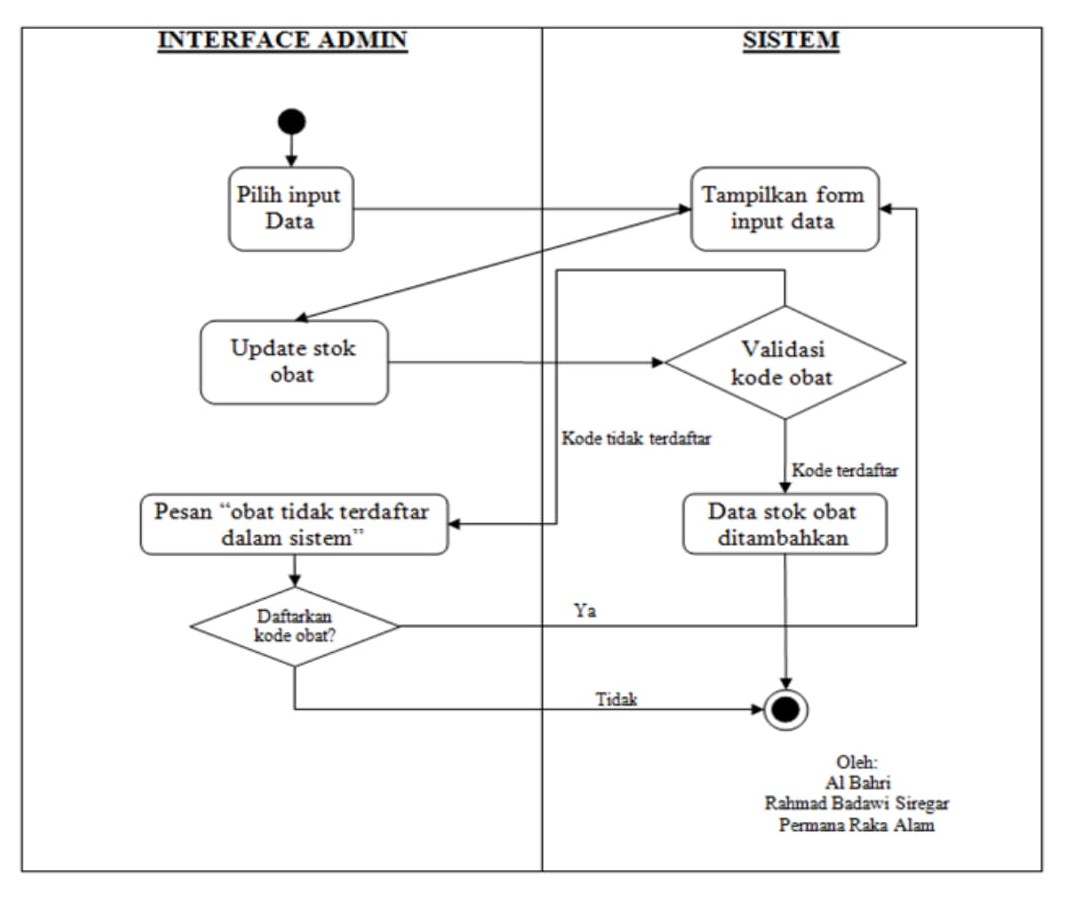 INTERFACE ADMIN
SISTEM
Pilih input
Data
Tampilkan form
input data
Update stok
obat
Validasi
kode obat
Kode tidak terdaftar
Kode terdaftar
Pesan “obat tidak terdaftar
dalam sistem”
Data stok obat
ditambahkan
Daftarkan
kode obat?
Ya
Tidak
Oleh:
Al Bahri
Rahmad Badawi Siregar
Permana Raka Alam